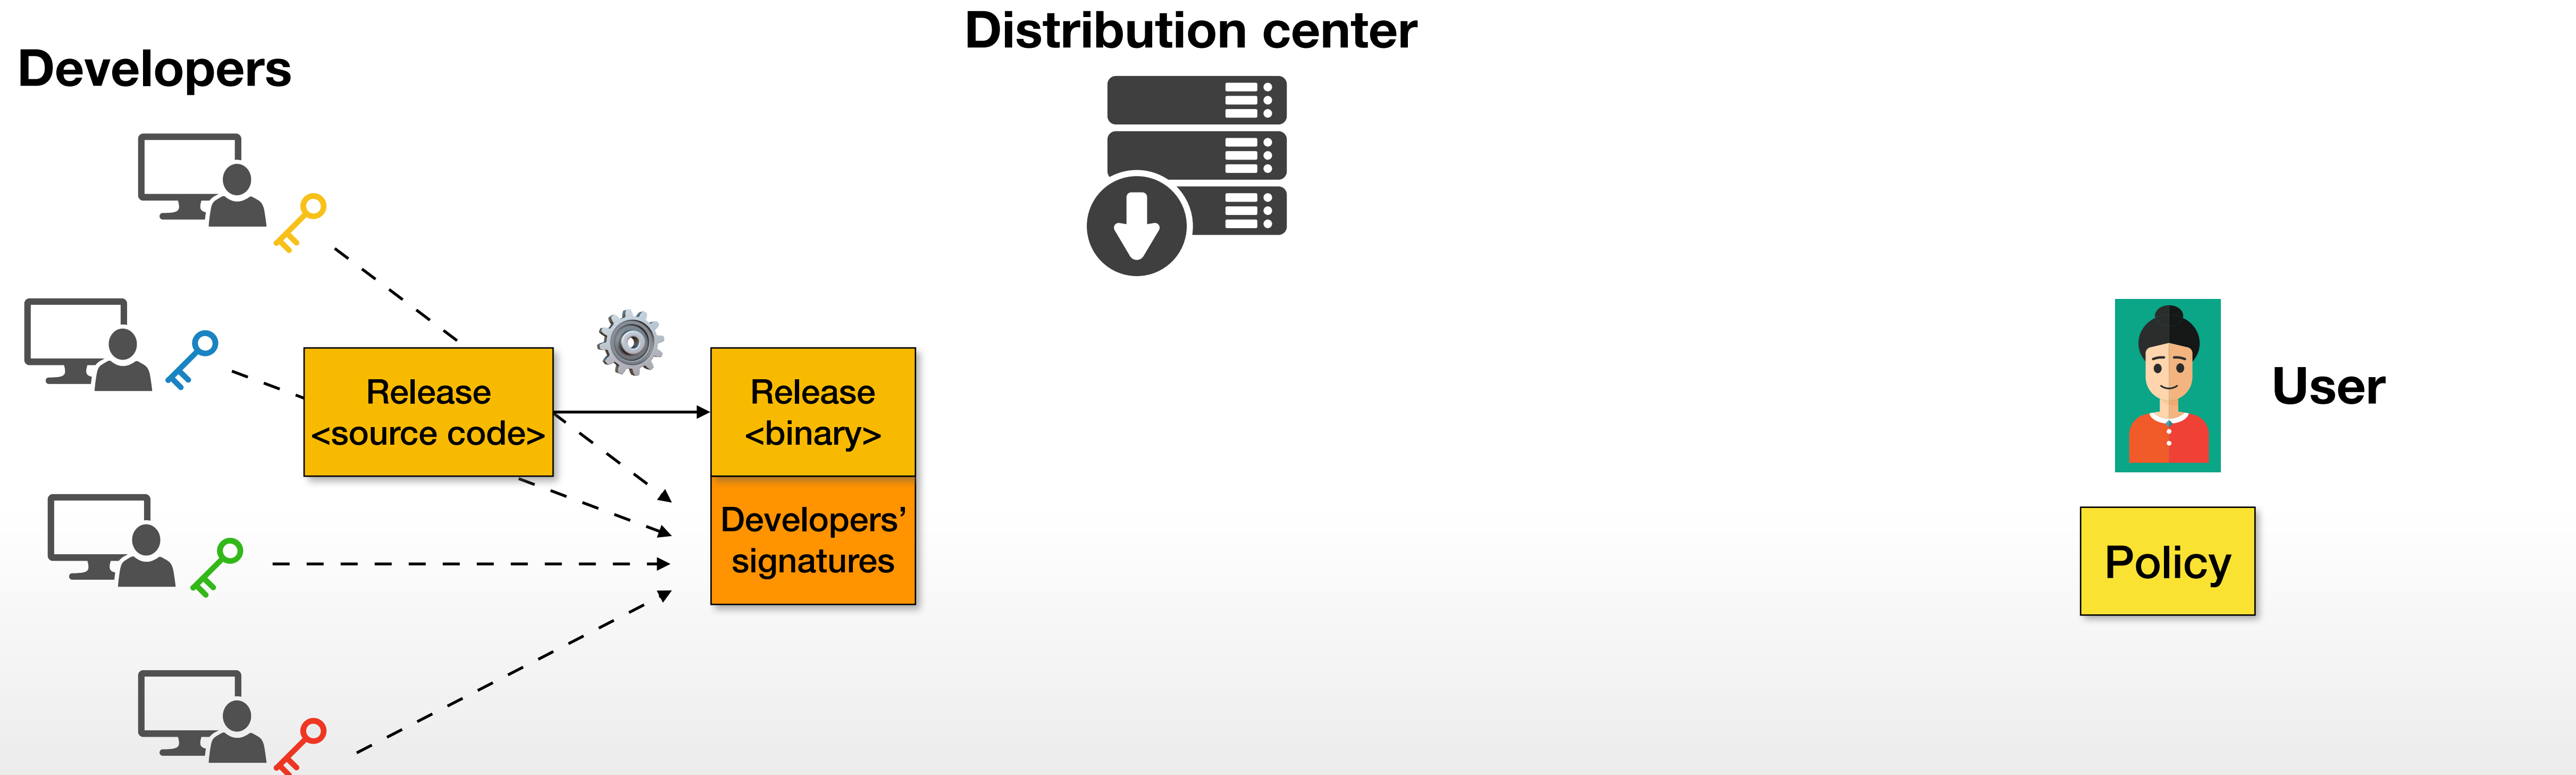 Distribution center
Developers
Release
<source code>
Release
<binary>
Developers’
signatures
User
Policy